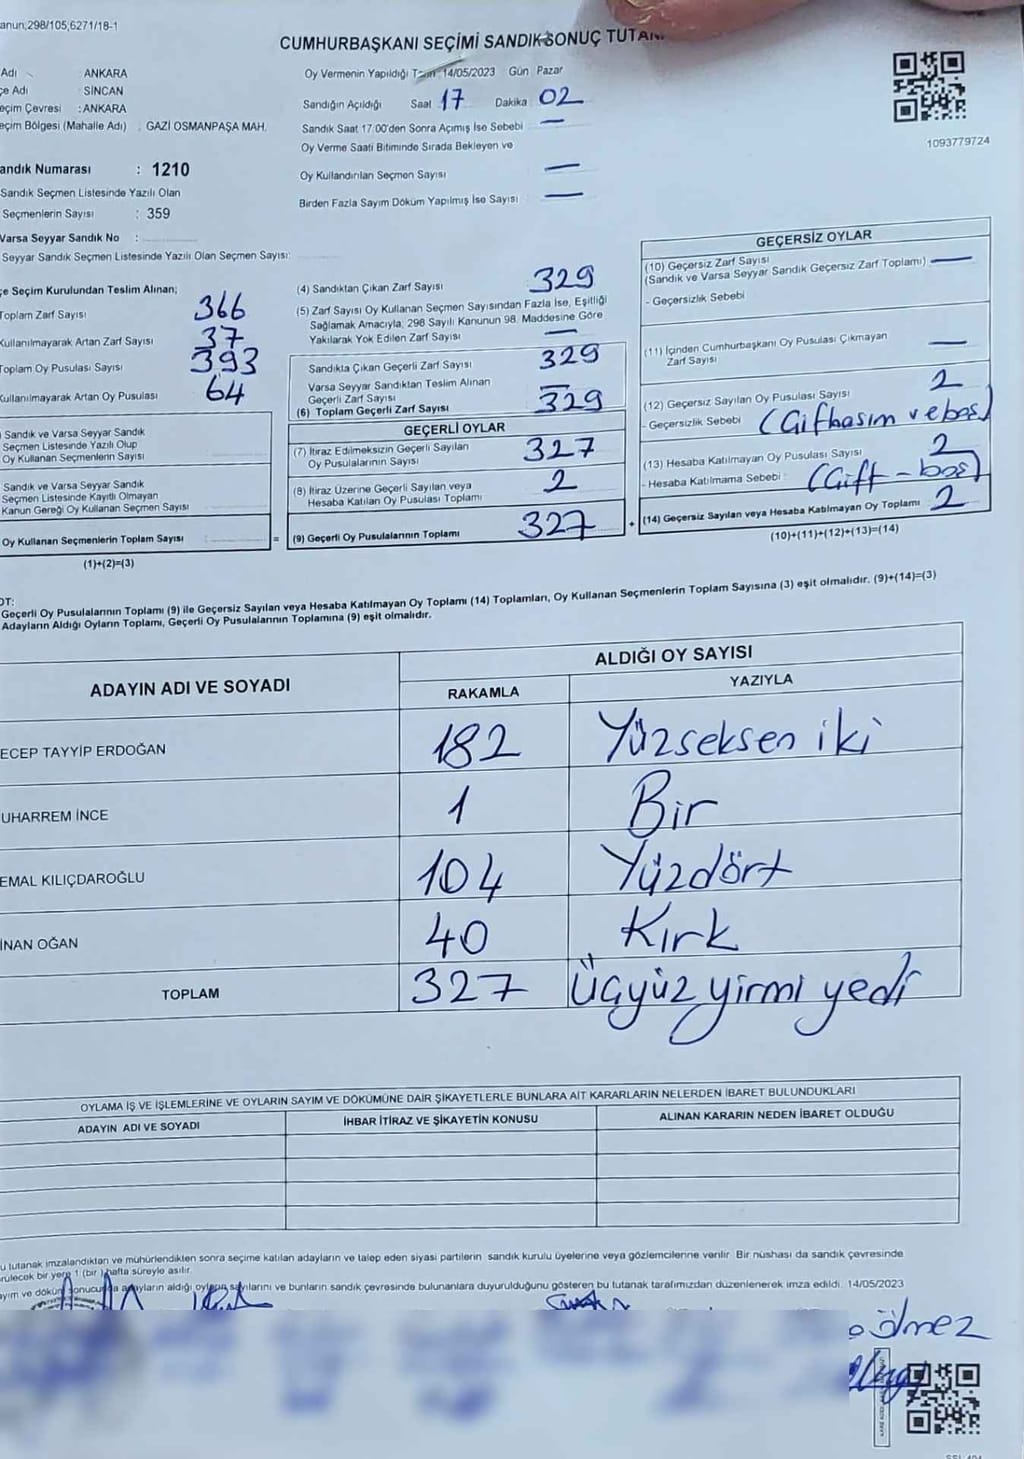 anun;298/105;6271/18-1
CUMHURBAŞKANI SEÇİMİ SANDIK SONUÇ
Adı ANKARA
çe Adı : SİNCAN
eçim Çevresi : ANKARA
eçim Bölgesi (Mahalle Adı) : GAZİ OSMANPAŞA MAH.
andık Numarası : 1210
Sandık Seçmen Listesinde Yazılı Olan
Seçmenlerin Sayısı : 359
Varsa Seyyar Sandık No :
Seyyar Sandık Seçmen Listesinde Yazılı Olan Seçmen Sayısı:
Oy Vermenin Yapıldığı 14/05/2023 Gün Pazar
Sandığın Açıldığı Saat 17 Dakika 02
Sandık Saat 17:00'den Sonra Açımış İse Sebebi —
Oy Verme Saati Bitiminde Sırada Bekleyen ve
Oy Kullandırılan Seçmen Sayısı —
Birden Fazla Sayım Döküm Yapılmış İse Sayısı —
1093779724
çe Seçim Kurulundan Teslim Alınan;
Toplam Zarf Sayısı 366
Kullanılmayarak Artan Zarf Sayısı 37
Toplam Oy Pusulası Sayısı 393
Kullanılmayarak Artan Oy Pusulası 64
Sandık ve Varsa Seyyar Sandık
Seçmen Listesinde Yazılı Olup
Oy Kullanan Seçmenlerin Sayısı
Sandık ve Varsa Seyyar Sandık
Seçmen Listesinde Kayıtlı Olmayan
Kanun Gereği Oy Kullanan Seçmen Sayısı
Oy Kullanan Seçmenlerin Toplam Sayısı =
(1)+(2)=(3)
(4) Sandıktan Çıkan Zarf Sayısı 329
(5) Zarf Sayısı Oy Kullanan Seçmen Sayısından Fazla İse, Eşitliği
Sağlamak Amacıyla; 298 Sayılı Kanunun 98. Maddesine Göre
Yakılarak Yok Edilen Zarf Sayısı —
Sandıkta Çıkan Geçerli Zarf Sayısı 329
Varsa Seyyar Sandıktan Teslim Alınan
Geçerli Zarf Sayısı —
(6) Toplam Geçerli Zarf Sayısı 329
GEÇERLİ OYLAR
(7) İtiraz Edilmeksizin Geçerli Sayılan
Oy Pusulalarının Sayısı 327
(8) İtiraz Üzerine Geçerli Sayılan veya
Hesaba Katılan Oy Pusulası Toplamı 2
(9) Geçerli Oy Pusulalarının Toplamı 327 +
GEÇERSİZ OYLAR
(10) Geçersiz Zarf Sayısı
(Sandık ve Varsa Seyyar Sandık Geçersiz Zarf Toplamı) —
- Geçersizlik Sebebi
(11) İçinden Cumhurbaşkanı Oy Pusulası Çıkmayan
Zarf Sayısı —
(12) Geçersiz Sayılan Oy Pusulası Sayısı 2
- Geçersizlik Sebebi (Gifhasım ve boş)
(13) Hesaba Katılmayan Oy Pusulası Sayısı 2
- Hesaba Katılmama Sebebi (Gift - boş)
(14) Geçersiz Sayılan veya Hesaba Katılmayan Oy Toplamı 2
(10)+(11)+(12)+(13)=(14)
OT:
Geçerli Oy Pusulalarının Toplamı (9) ile Geçersiz Sayılan veya Hesaba Katılmayan Oy Toplamı (14) Toplamları, Oy Kullanan Seçmenlerin Toplam Sayısına (3) eşit olmalıdır. (9)+(14)=(3)
Adayların Aldığı Oyların Toplamı, Geçerli Oy Pusulalarının Toplamına (9) eşit olmalıdır.
ADAYIN ADI VE SOYADI
ALDIĞI OY SAYISI
RAKAMLA YAZIYLA
ECEP TAYYİP ERDOĞAN 182 Yüzseksen iki
UHARREM İNCE 1 Bir
EMAL KILIÇDAROĞLU 104 Yüzdört
İNAN OĞAN 40 Kırk
TOPLAM 327 Üçyüz yirmi yedi
OYLAMA İŞ VE İŞLEMLERİNE VE OYLARIN SAYIM VE DÖKÜMÜNE DAİR ŞİKAYETLERLE BUNLARA AİT KARARLARIN NELERDEN İBARET BULUNDUKLARI
ADAYIN ADI VE SOYADI İHBAR İTİRAZ VE ŞİKAYETİN KONUSU ALINAN KARARIN NEDEN İBARET OLDUĞU
u tutanak imzalandıktan ve mühürlendikten sonra seçime katılan adayların ve talep eden siyasi partilerin sandık kurulu üyelerine veya gözlemcilerine verilir. Bir nüshası da sandık çevresinde
rülecek bir yere 1 (bir) hafta süreyle asılır.
ayım ve döküm sonucunda adayların aldığı oyların sayılarını ve bunların sandık çevresinde bulunanlara duyurulduğunu gösteren bu tutanak tarafımızdan düzenlenerek imza edildi. 14/05/2023
ölmez